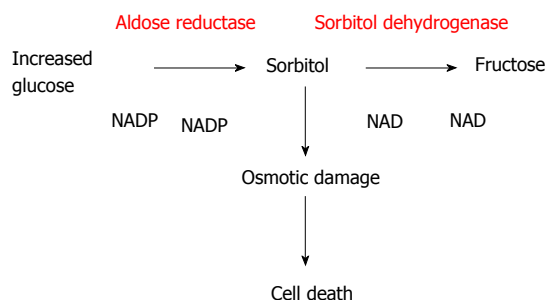 Aldose reductase
Sorbitol dehydrogenase
Increased
glucose
Sorbitol
Fructose
NADP
NADP
NAD
NAD
Osmotic damage
Cell death